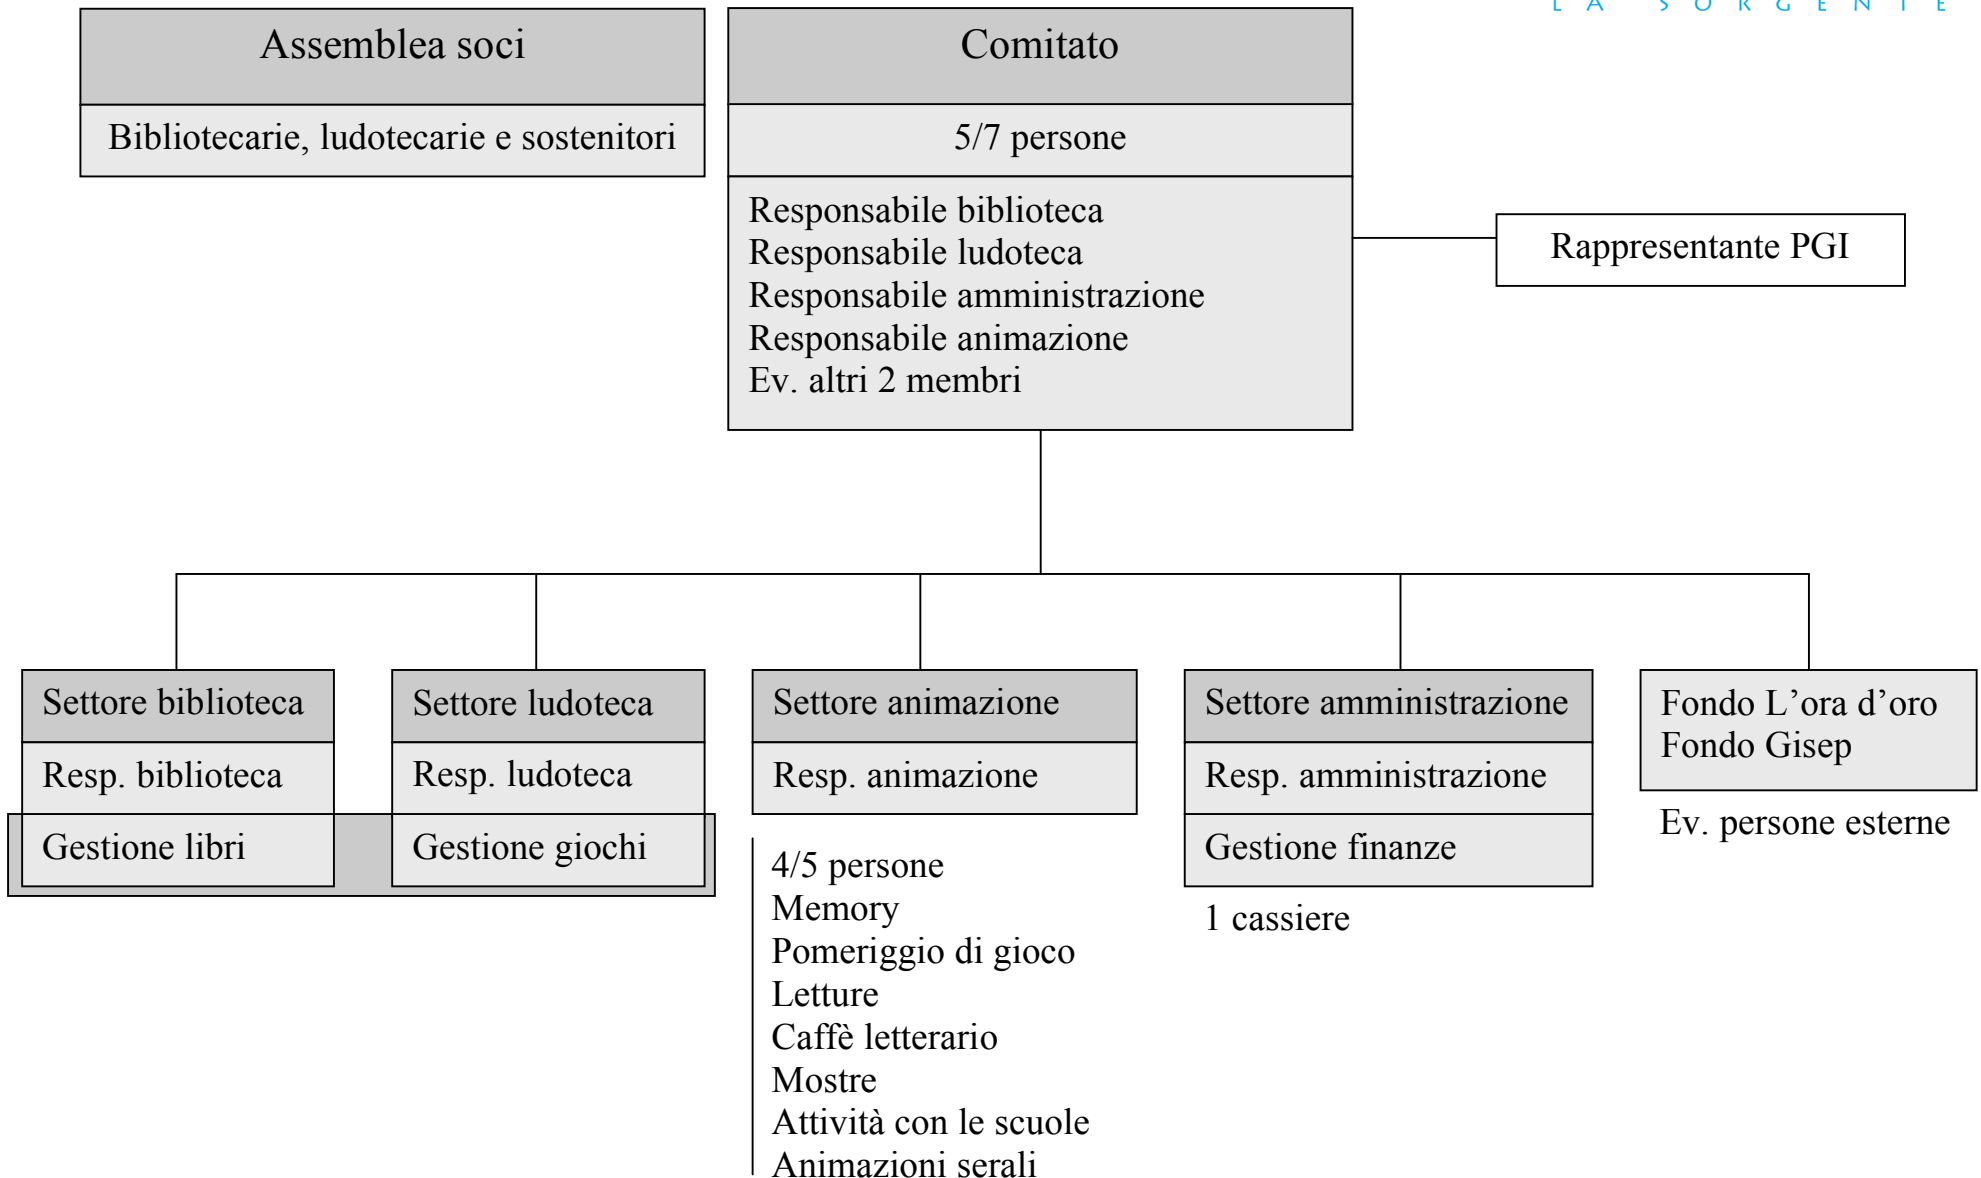 LA SORGENTE
Assemblea soci
Bibliotecarie, ludotecarie e sostenitori
Comitato
5/7 persone
Responsabile biblioteca
Responsabile ludoteca
Responsabile amministrazione
Responsabile animazione
Ev. altri 2 membri
Rappresentante PGI
Settore biblioteca
Resp. biblioteca
Gestione libri
Settore ludoteca
Resp. ludoteca
Gestione giochi
Settore animazione
Resp. animazione
4/5 persone
Memory
Pomeriggio di gioco
Letture
Caffè letterario
Mostre
Attività con le scuole
Animazioni serali
Settore amministrazione
Resp. amministrazione
Gestione finanze
1 cassiere
Fondo L’ora d’oro
Fondo Gisep
Ev. persone esterne